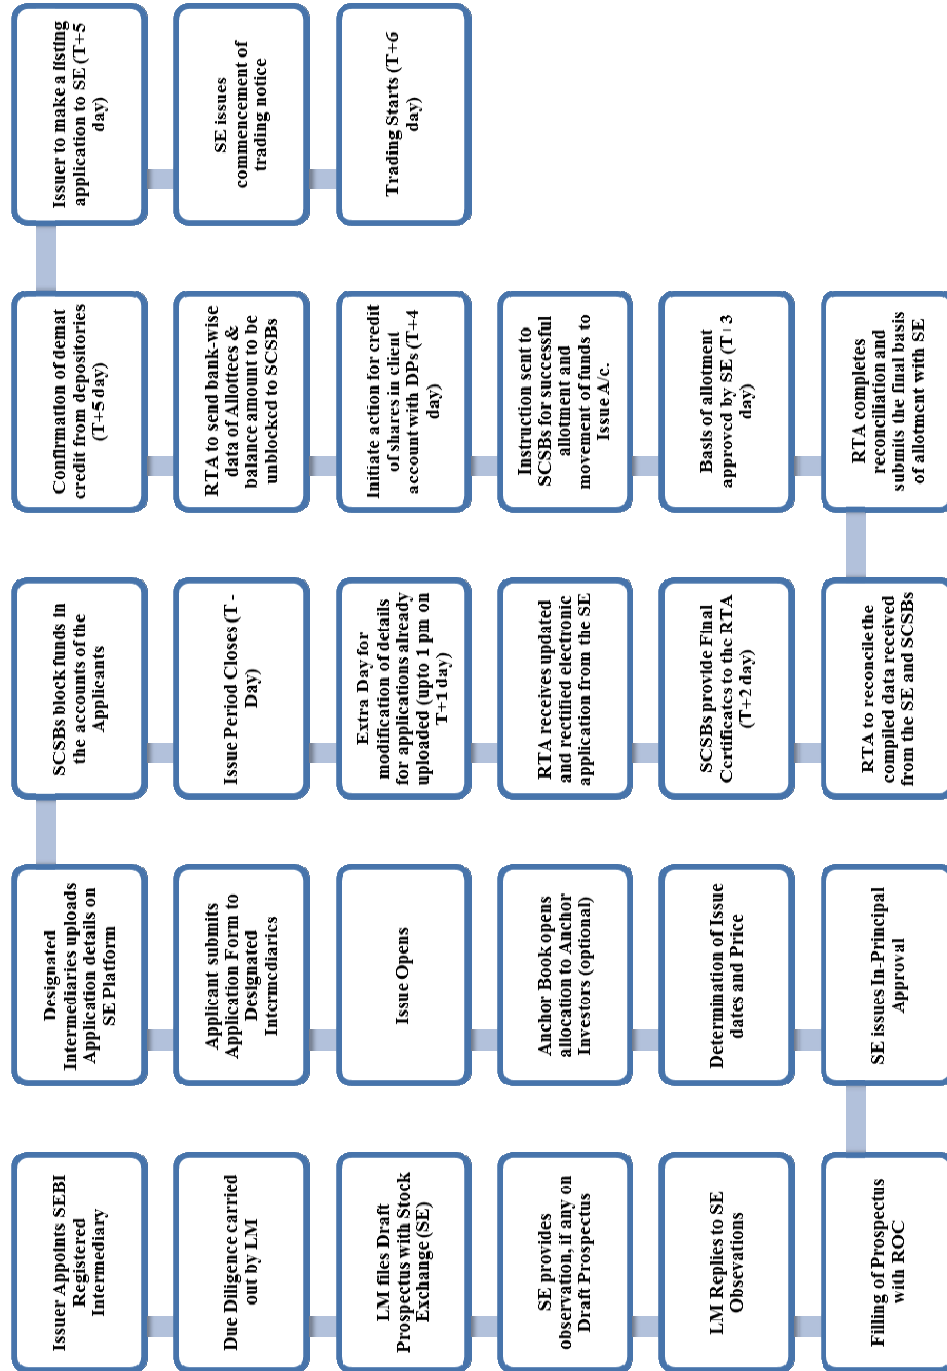 Issuer Appoints SEBI
Registered
Intermediary
Due Diligence carried
out by LM
LM files Draft
Prospectus with Stock
Exchange (SE)
SE provides
observation, if any on
Draft Prospectus
LM Replies to SE
Obsevations
Filling of Prospectus
with ROC
SE issues In-Principal
Approval
Determination of Issue
dates and Price
Anchor Book opens
allocation to Anchor
Investors (optional)
Issue Opens
Applicant submits
Application Form to
Designated
Intermediaries
Designated
Intermediaries uploads
Application details on
SE Platform
SCSBs block funds in
the accounts of the
Applicants
Issue Period Closes (T -
Day)
Extra Day for
modification of details
for applications already
uploaded (upto 1 pm on
T+1 day)
RTA receives updated
and rectified electronic
application from the SE
SCSBs provide Final
Certificates to the RTA
(T+2 day)
RTA to reconcile the
compiled data received
from the SE and SCSBs
RTA completes
reconciliation and
submits the final basis
of allotment with SE
Basis of allotment
approved by SE (T+3
day)
Instruction sent to
SCSBs for successful
allotment and
movement of funds to
Issue A/c.
Initiate action for credit
of shares in client
account with DPs (T+4
day)
RTA to send bank-wise
data of Allottees &
balance amount to be
unblocked to SCSBs
Confirmation of demat
credit from depositories
(T+5 day)
Issuer to make a listing
application to SE (T+5
day)
SE issues
commencement of
trading notice
Trading Starts (T+6
day)